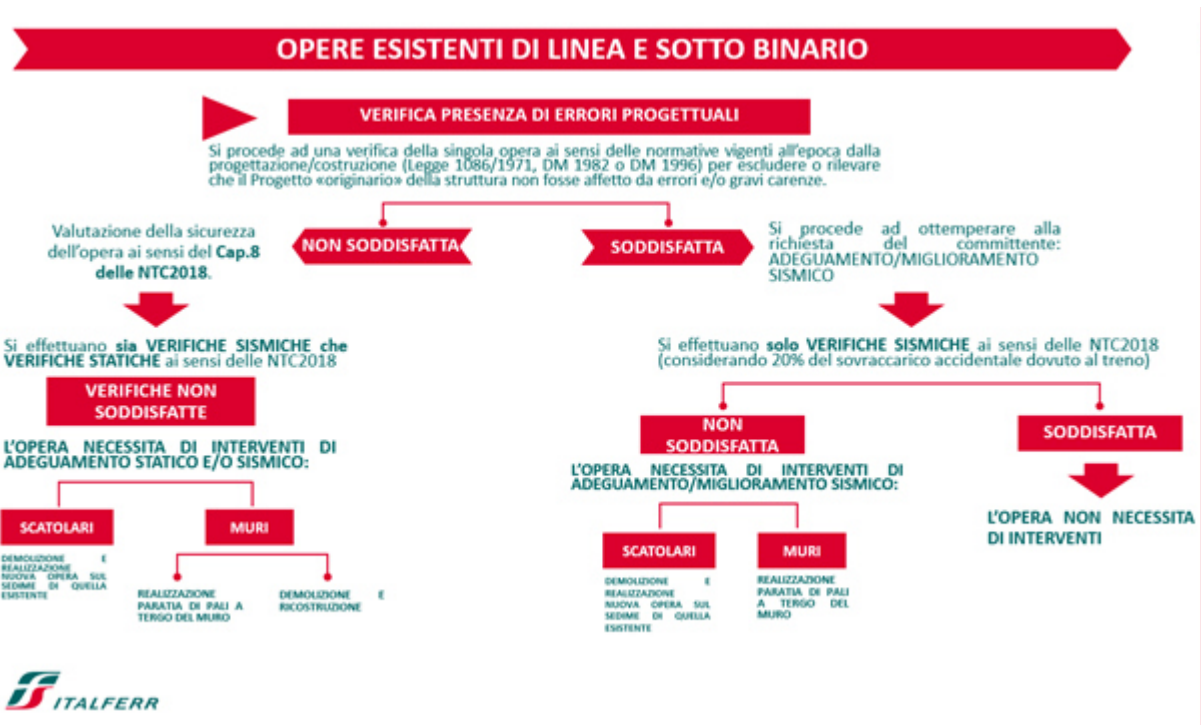 OPERE ESISTENTI DI LINEA E SOTTO BINARIO
VERIFICA PRESENZA DI ERRORI PROGETTUALI
Si procede ad una verifica della singola opera ai sensi delle normative vigenti all'epoca dalla
progettazione/costruzione (Legge 1086/1971, DM 1982 o DM 1996) per escludere o rilevare
che il Progetto «originario» della struttura non fosse affetto da errori e/o gravi carenze.
Valutazione della sicurezza
dell'opera ai sensi del Cap.8
delle NTC2018.
NON SODDISFATTA
SODDISFATTA
Si procede ad ottemperare alla
richiesta del committente:
ADEGUAMENTO/MIGLIORAMENTO
SISMICO
Si effettuano sia VERIFICHE SISMICHE che
VERIFICHE STATICHE ai sensi delle NTC2018
VERIFICHE NON
SODDISFATTE
L'OPERA NECESSITA DI INTERVENTI DI
ADEGUAMENTO STATICO E/O SISMICO:
SCATOLARI
MURI
DEMOLIZIONE E
REALIZZAZIONE
NUOVA OPERA SUL
SEDIME DI QUELLA
ESISTENTE
REALIZZAZIONE
PARATIA DI PALI A
TERGO DEL MURO
DEMOLIZIONE E
RICOSTRUZIONE
Si effettuano solo VERIFICHE SISMICHE ai sensi delle NTC2018
(considerando 20% del sovraccarico accidentale dovuto al treno)
NON
SODDISFATTA
SODDISFATTA
L'OPERA NECESSITA DI INTERVENTI DI
ADEGUAMENTO/MIGLIORAMENTO SISMICO:
SCATOLARI
MURI
DEMOLIZIONE E
REALIZZAZIONE
NUOVA OPERA SUL
SEDIME DI QUELLA
ESISTENTE
REALIZZAZIONE
PARATIA DI PALI
A TERGO DEL
MURO
L'OPERA NON NECESSITA
DI INTERVENTI
ITALFERR